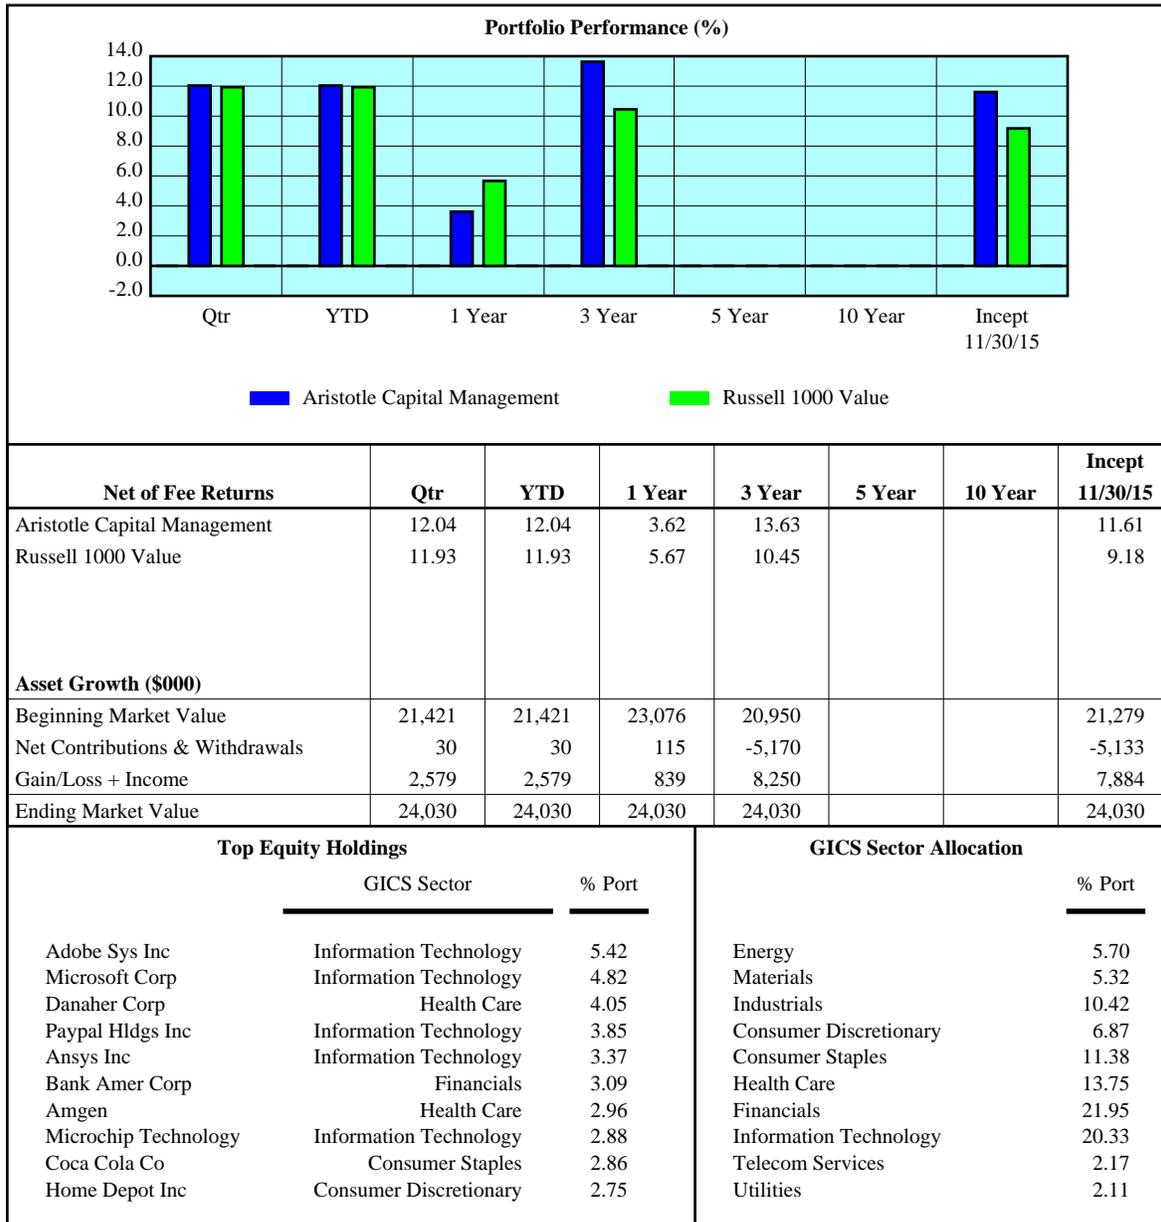 Portfolio Performance (%)
14.0
12.0
10.0
8.0
6.0
4.0
2.0
0.0
-2.0
Qtr YTD 1 Year 3 Year 5 Year 10 Year Incept
11/30/15
Aristotle Capital Management Russell 1000 Value
Incept
Net of Fee Returns Qtr YTD 1 Year 3 Year 5 Year 10 Year 11/30/15
Aristotle Capital Management 12.04 12.04 3.62 13.63 11.61
Russell 1000 Value 11.93 11.93 5.67 10.45 9.18
Asset Growth ($000)
Beginning Market Value 21,421 21,421 23,076 20,950 21,279
Net Contributions & Withdrawals 30 30 115 -5,170 -5,133
Gain/Loss + Income 2,579 2,579 839 8,250 7,884
Ending Market Value 24,030 24,030 24,030 24,030 24,030
Top Equity Holdings
GICS Sector % Port
Adobe Sys Inc Information Technology 5.42
Microsoft Corp Information Technology 4.82
Danaher Corp Health Care 4.05
Paypal Hldgs Inc Information Technology 3.85
Ansys Inc Information Technology 3.37
Bank Amer Corp Financials 3.09
Amgen Health Care 2.96
Microchip Technology Information Technology 2.88
Coca Cola Co Consumer Staples 2.86
Home Depot Inc Consumer Discretionary 2.75
GICS Sector Allocation
% Port
Energy 5.70
Materials 5.32
Industrials 10.42
Consumer Discretionary 6.87
Consumer Staples 11.38
Health Care 13.75
Financials 21.95
Information Technology 20.33
Telecom Services 2.17
Utilities 2.11